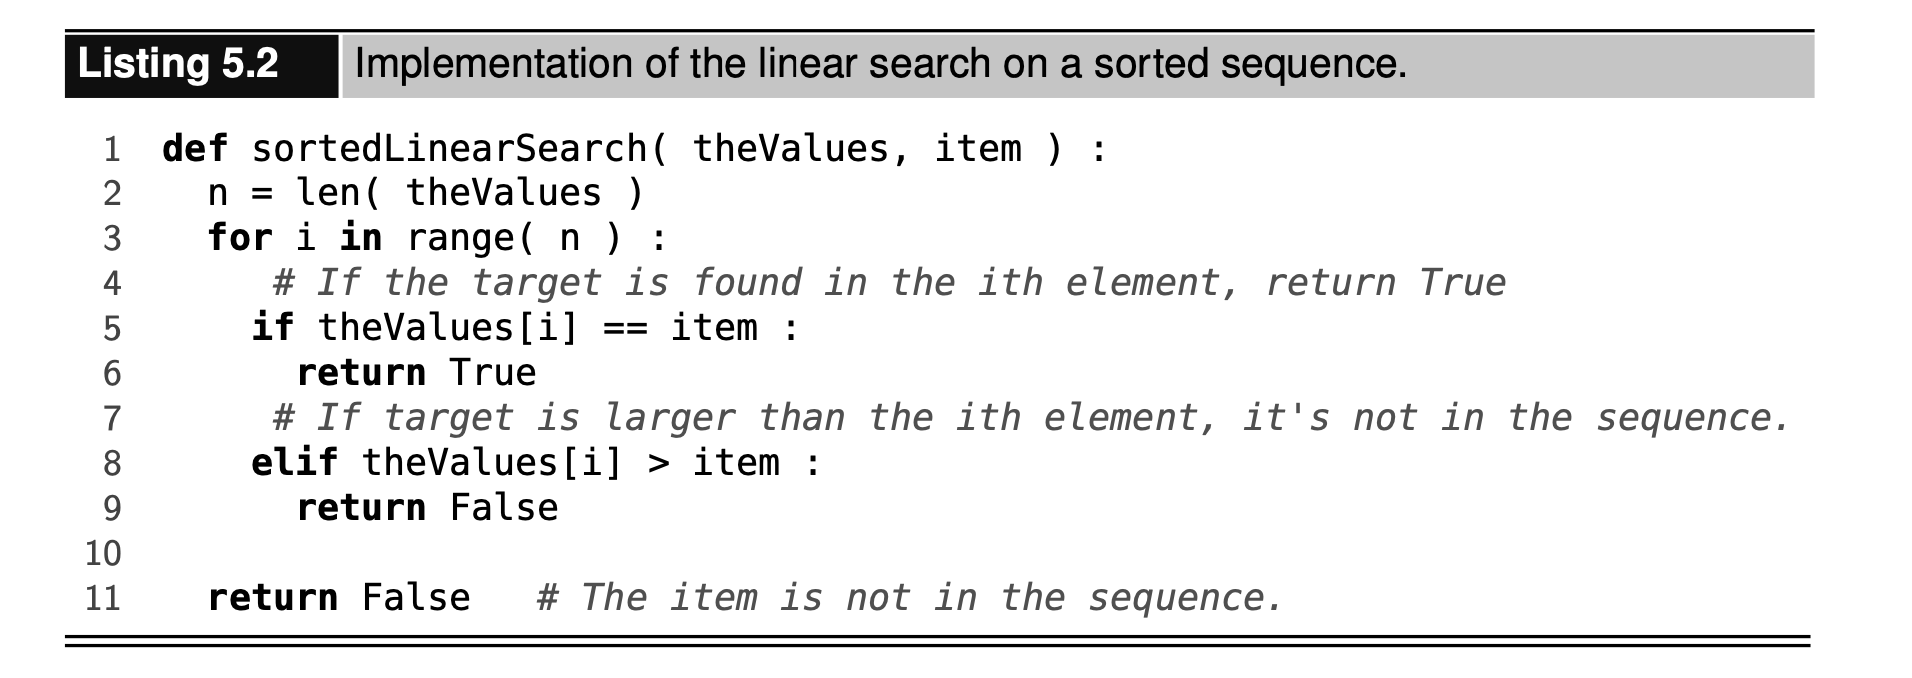 Listing 5.2 Implementation of the linear search on a sorted sequence.
1 def sortedLinearSearch( theValues, item ) :
2   n = len( theValues )
3   for i in range( n ) :
4      # If the target is found in the ith element, return True
5     if theValues[i] == item :
6       return True
7      # If target is larger than the ith element, it's not in the sequence.
8     elif theValues[i] > item :
9       return False
10
11   return False   # The item is not in the sequence.